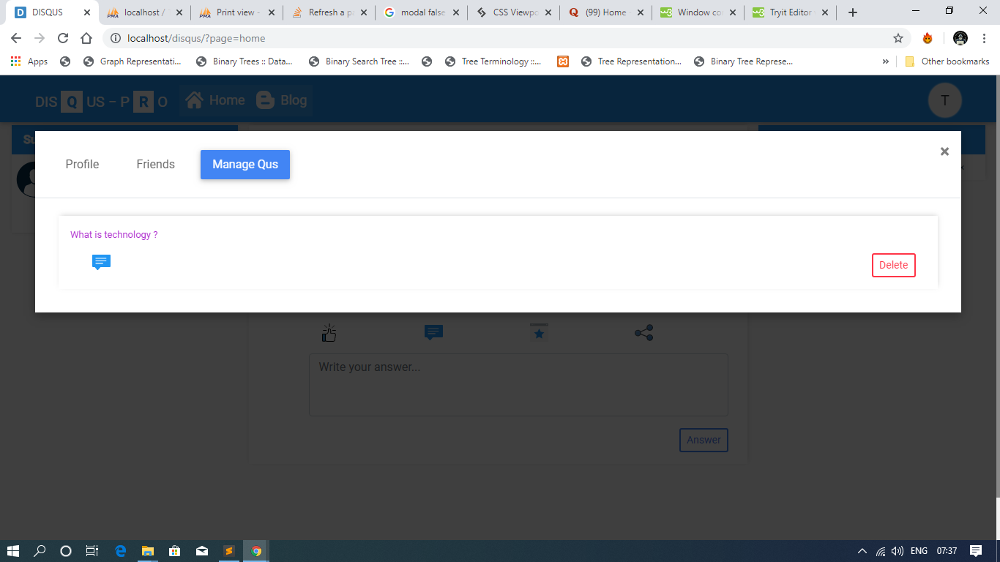 DISQUS
localhost /
Print view -
Refresh a p
modal false
CSS Viewpo
(99) Home -
Window co
Tryit Editor
localhost/disqus/?page=home
Apps
Graph Representati...
Binary Trees :: Data...
Binary Search Tree ::...
Tree Terminology ::...
Tree Representation...
Binary Tree Represe...
»
Other bookmarks
DIS Q US - P R O
Home
Blog
T
Su
Profile
Friends
Manage Qus
×
What is technology ?
Delete
Write your answer...
Answer
ENG
07:37